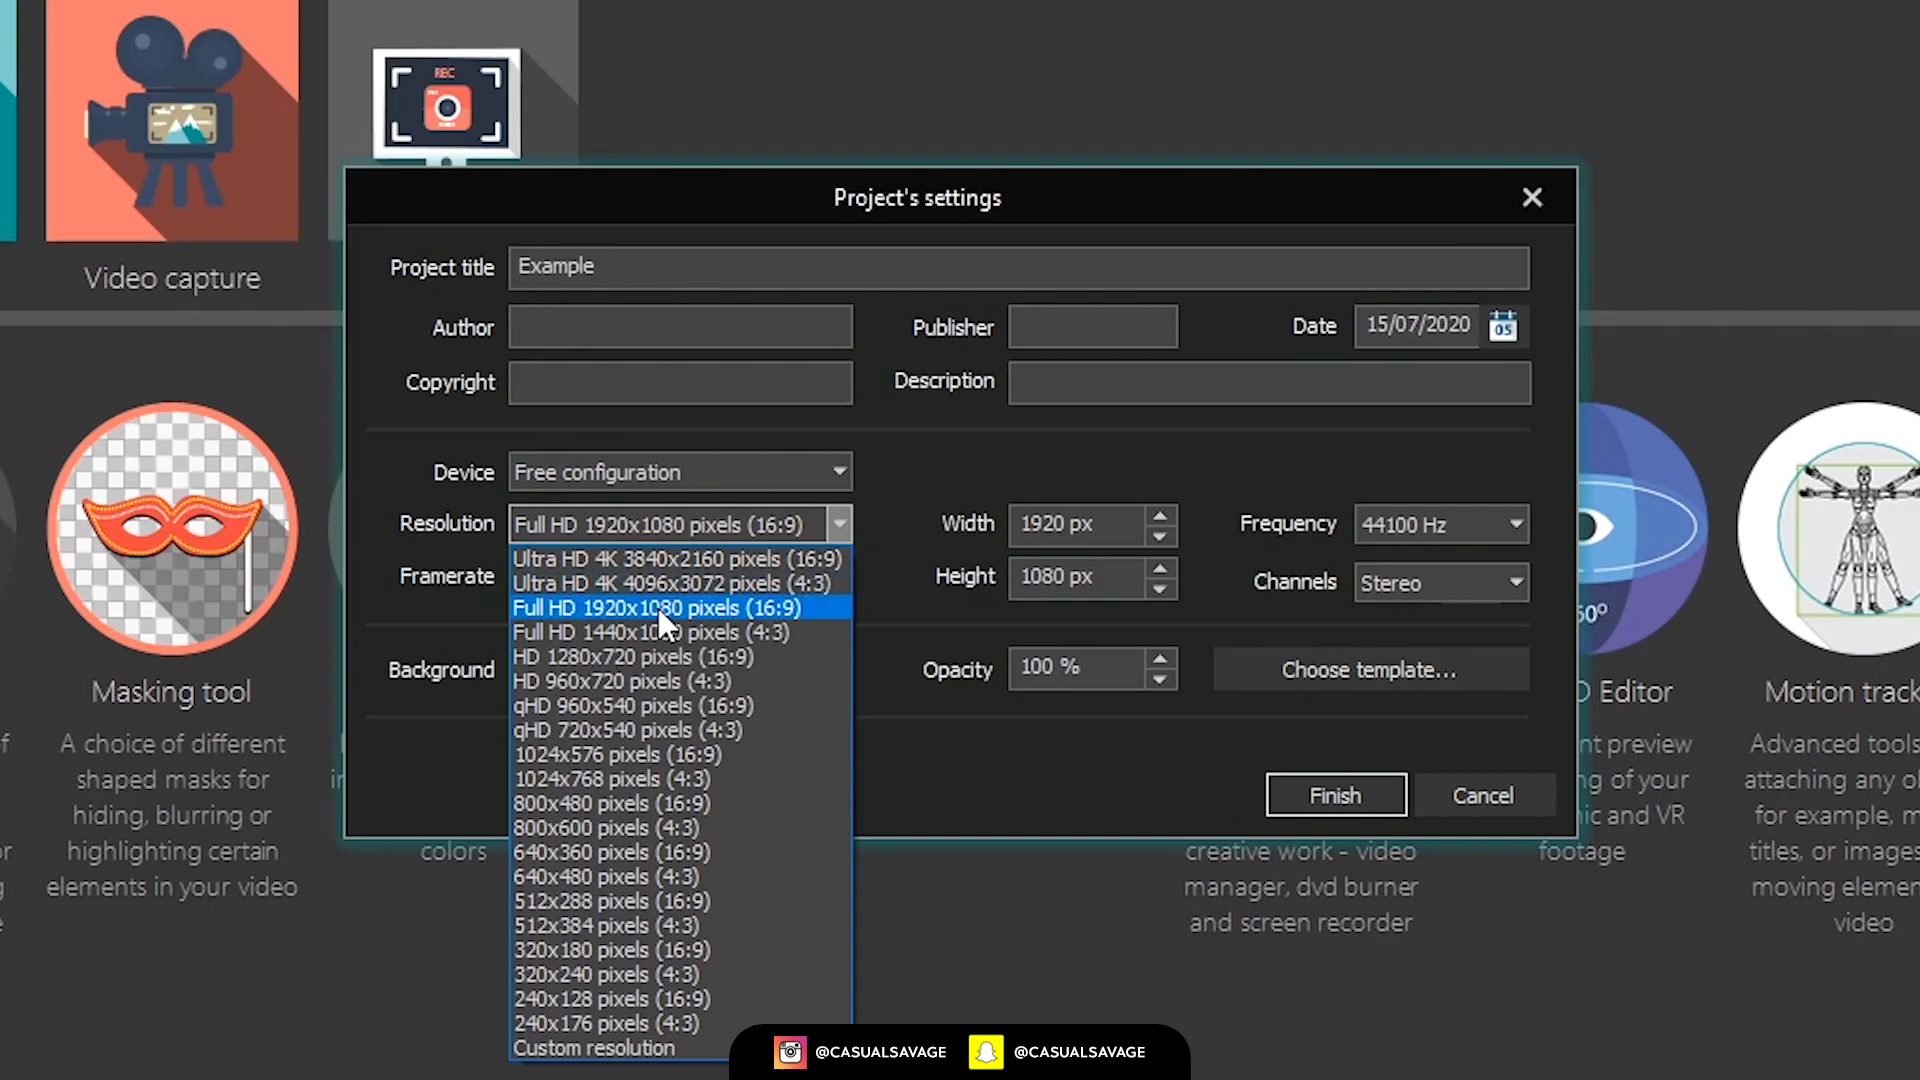 REC
Video capture
Project's settings
Project title
Example
Author
Publisher
Date
15/07/2020
05
Copyright
Description
Device
Free configuration
Resolution
Full HD 1920x1080 pixels (16:9)
Width
1920 px
Frequency
44100 Hz
Framerate
Height
1080 px
Channels
Stereo
Background
Opacity
100 %
Choose template...
Ultra HD 4K 3840x2160 pixels (16:9)
Ultra HD 4K 4096x3072 pixels (4:3)
Full HD 1920x1080 pixels (16:9)
Full HD 1440x1080 pixels (4:3)
HD 1280x720 pixels (16:9)
HD 960x720 pixels (4:3)
qHD 960x540 pixels (16:9)
qHD 720x540 pixels (4:3)
1024x576 pixels (16:9)
1024x768 pixels (4:3)
800x480 pixels (16:9)
800x600 pixels (4:3)
640x360 pixels (16:9)
640x480 pixels (4:3)
512x288 pixels (16:9)
512x384 pixels (4:3)
320x180 pixels (16:9)
320x240 pixels (4:3)
240x128 pixels (16:9)
240x176 pixels (4:3)
Custom resolution
Finish
Cancel
Masking tool
A choice of different
shaped masks for
hiding, blurring or
highlighting certain
elements in your video
colors
creative work - video
manager, dvd burner
and screen recorder
D Editor
nt preview
ng of your
ic and VR
footage
Motion track
Advanced tools
attaching any o
for example, m
titles, or images
moving elemen
video
@CASUALSAVAGE
@CASUALSAVAGE